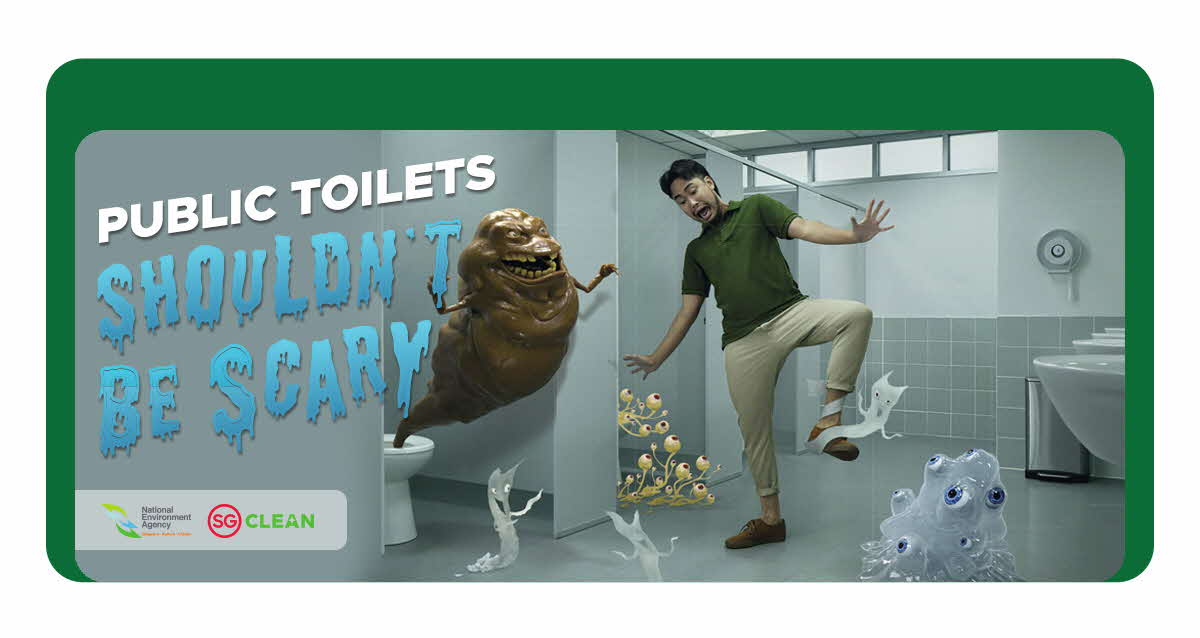 PUBLIC TOILETS
SHOULDN'T
BE SCARY
National
Environment
Agency
SG CLEAN